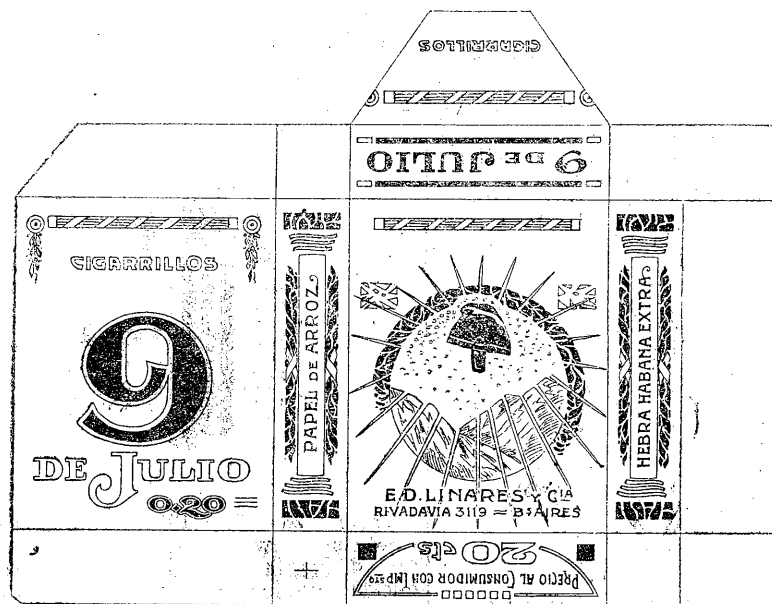 CIGARRILLOS
9 DE JULIO
CIGARRILLOS
9
DE JULIO
0.20
PAPEL DE ARROZ
E.D. LINARES Y Cia
RIVADAVIA 3119 = Bs AIRES
HEBRA HABANA EXTRA
20 cts
PRECIO AL CONSUMIDOR CON IMPsto